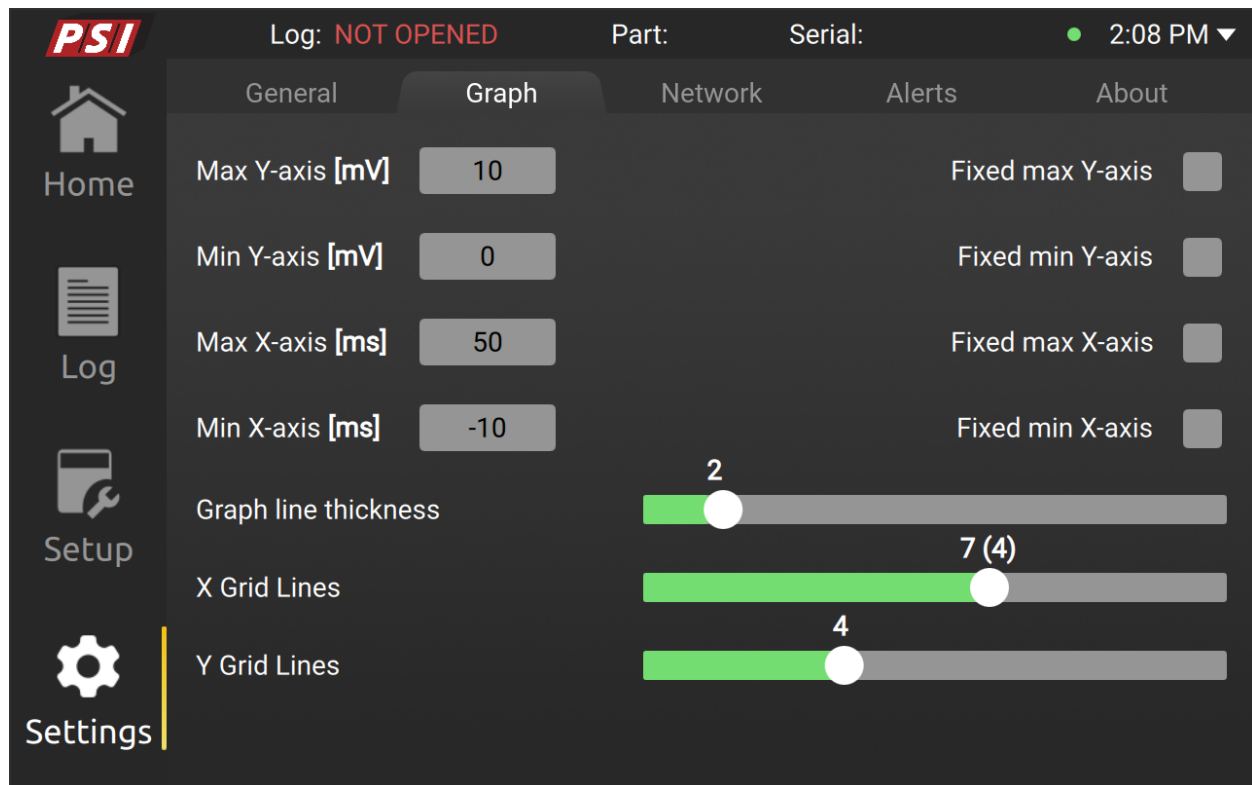 PSI Log: NOT OPENED Part: Serial: 2:08 PM
General Graph Network Alerts About
Home
Log
Setup
Settings
Max Y-axis [mV] 10 Fixed max Y-axis
Min Y-axis [mV] 0 Fixed min Y-axis
Max X-axis [ms] 50 Fixed max X-axis
Min X-axis [ms] -10 Fixed min X-axis
2
Graph line thickness
7 (4)
X Grid Lines
4
Y Grid Lines